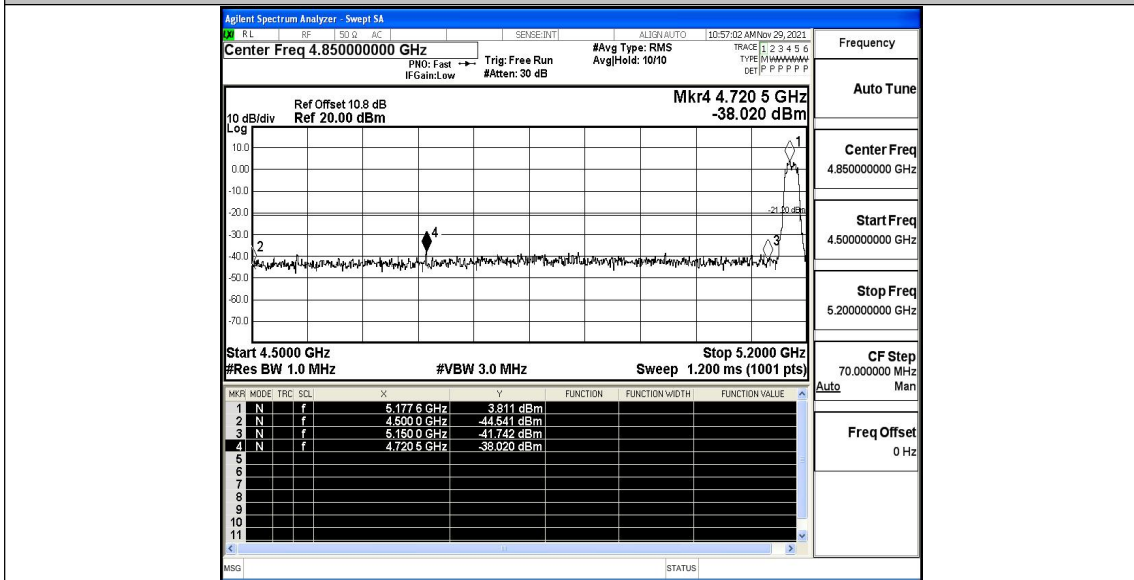 Agilent Spectrum Analyzer - Swept SA
LXI RL RF 50 Ω AC SENSE:INT ALIGN AUTO 10:57:02 AM Nov 29, 2021
Center Freq 4.850000000 GHz
PNO: Fast
IFGain:Low
Trig: Free Run
#Atten: 30 dB
#Avg Type: RMS
Avg|Hold: 10/10
TRACE 1 2 3 4 5 6
TYPE M WWWWW
DET P P P P P P
Frequency
Auto Tune
Center Freq
4.850000000 GHz
Start Freq
4.500000000 GHz
Stop Freq
5.200000000 GHz
CF Step
70.000000 MHz
Auto Man
Freq Offset
0 Hz
Mkr4 4.720 5 GHz
-38.020 dBm
Ref Offset 10.8 dB
10 dB/div Ref 20.00 dBm
Log
10.0
0.00
-10.0
-20.0
-30.0
-40.0
-50.0
-60.0
-70.0
1
-21.20 dBm
2
4
3
Start 4.5000 GHz Stop 5.2000 GHz
#Res BW 1.0 MHz #VBW 3.0 MHz Sweep 1.200 ms (1001 pts)
MKR MODE TRC SCL X Y FUNCTION FUNCTION WIDTH FUNCTION VALUE
1 N f 5.177 6 GHz 3.811 dBm
2 N f 4.500 0 GHz -44.541 dBm
3 N f 5.150 0 GHz -41.742 dBm
4 N f 4.720 5 GHz -38.020 dBm
5
6
7
8
9
10
11
MSG STATUS